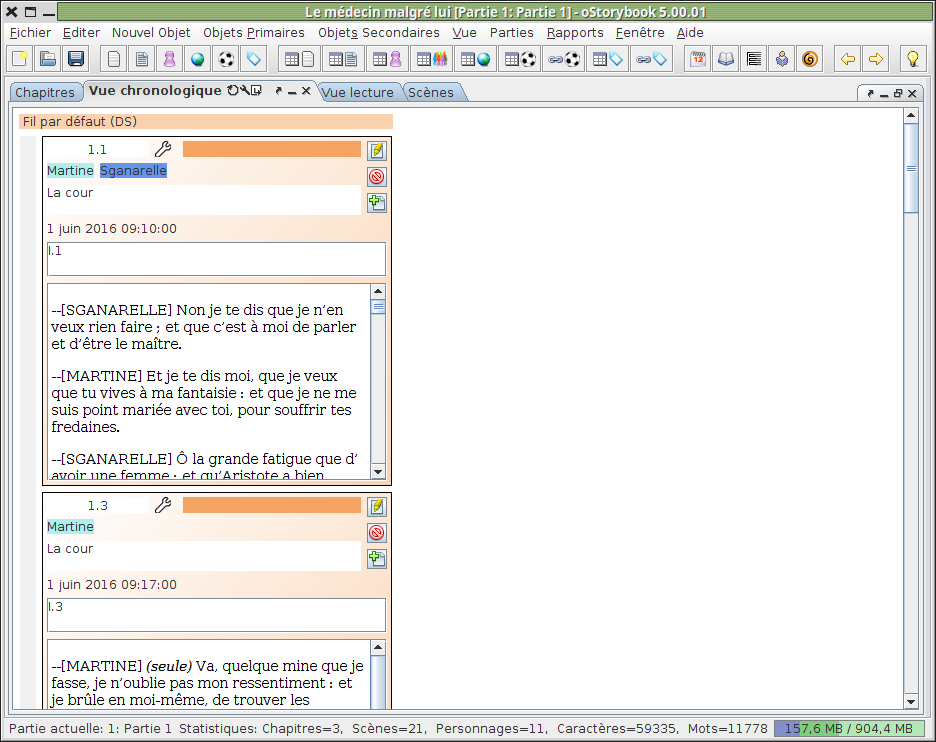 Le médecin malgré lui [Partie 1: Partie 1] - oStorybook 5.00.01
Fichier Editer Nouvel Objet Objets Primaires Objets Secondaires Vue Parties Rapports Fenêtre Aide
12
Chapitres Vue chronologique Vue lecture Scènes
Fil par défaut (DS)
1.1
Martine Sganarelle
La cour
1 juin 2016 09:10:00
I.1
--[SGANARELLE] Non je te dis que je n’en
veux rien faire ; et que c’est à moi de parler
et d’être le maître.
--[MARTINE] Et je te dis moi, que je veux
que tu vives à ma fantaisie : et que je ne me
suis point mariée avec toi, pour souffrir tes
fredaines.
--[SGANARELLE] Ô la grande fatigue que d’
avoir une femme : et qu’Aristote a bien
1.3
Martine
La cour
1 juin 2016 09:17:00
I.3
--[MARTINE] (seule) Va, quelque mine que je
fasse, je n’oublie pas mon ressentiment : et
je brûle en moi-même, de trouver les
Partie actuelle: 1: Partie 1 Statistiques: Chapitres=3, Scènes=21, Personnages=11, Caractères=59335, Mots=11778 157,6 MB / 904,4 MB